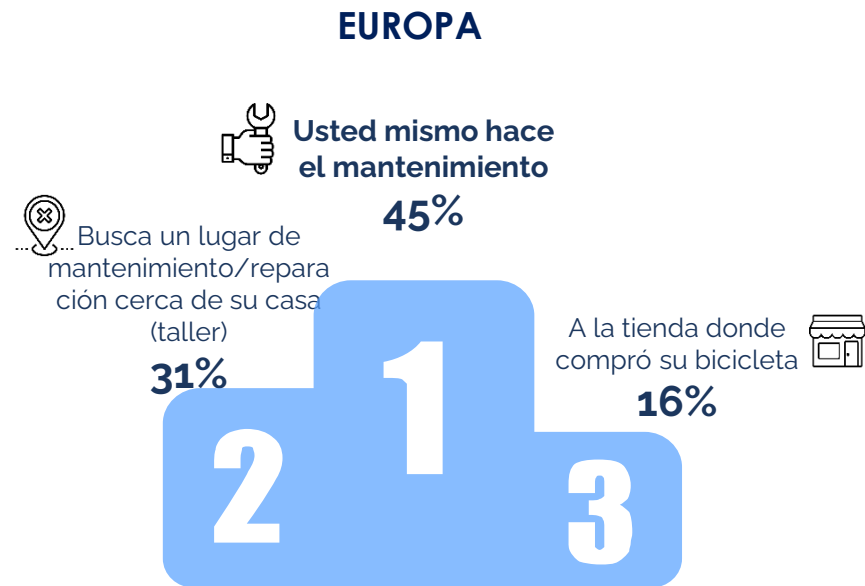 EUROPA
Usted mismo hace
el mantenimiento
45%
Busca un lugar de
mantenimiento/repara
ción cerca de su casa
(taller)
31%
A la tienda donde
compró su bicicleta
16%
1
2
3